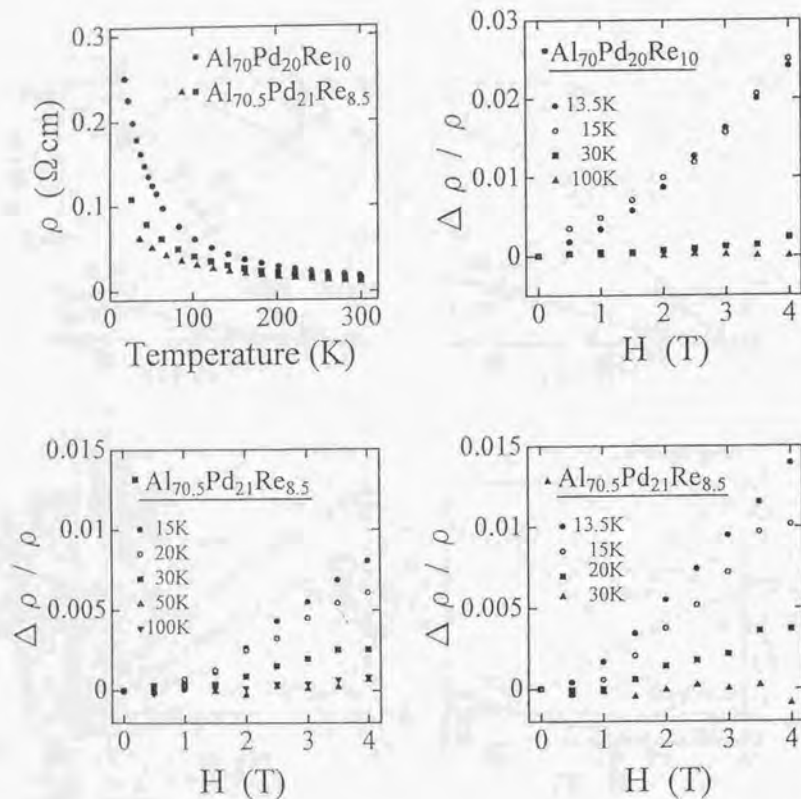 0.3
0.2
0.1
0
ρ (Ω cm)
• Al70Pd20Re10
▲ ■ Al70.5Pd21Re8.5
0 100 200 300
Temperature (K)
0.03
0.02
0.01
0
Δ ρ / ρ
■ Al70Pd20Re10
• 13.5K
○ 15K
■ 30K
▲ 100K
0 1 2 3 4
H (T)
0.015
0.01
0.005
0
Δ ρ / ρ
■ Al70.5Pd21Re8.5
• 15K
○ 20K
■ 30K
▲ 50K
▼ 100K
0 1 2 3 4
H (T)
0.015
0.01
0.005
0
Δ ρ / ρ
▲ Al70.5Pd21Re8.5
• 13.5K
○ 15K
■ 20K
▲ 30K
0 1 2 3 4
H (T)